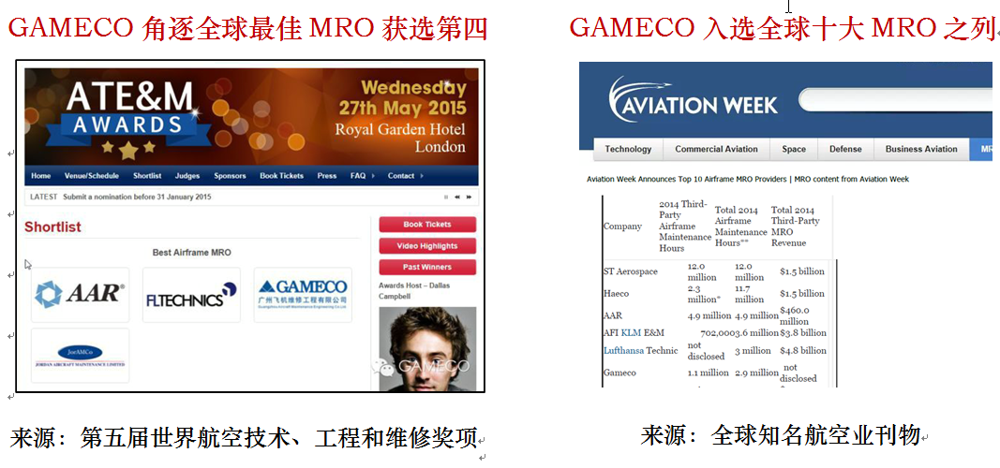 GAMECO 角逐全球最佳 MRO 获选第四
ATE&M
AWARDS
Wednesday
27th May 2015
Royal Garden Hotel
London
Home Venue/Schedule Shortlist Judges Sponsors Book Tickets Press FAQ Contact
LATEST Submit a nomination before 31 January 2015
Shortlist
Best Airframe MRO
AAR
FLTECHNICS
GAMECO
广州飞机维修工程有限公司
Guangzhou Aircraft Maintenance Engineering Co.Ltd
JorAMCo
JORDAN AIRCRAFT MAINTENANCE LIMITED
Book Tickets
Video Highlights
Past Winners
Awards Host – Dallas
Campbell
GAMECO
来源：第五届世界航空技术、工程和维修奖项
GAMECO 入选全球十大 MRO 之列
AVIATION WEEK
Technology Commercial Aviation Space Defense Business Aviation
Aviation Week Announces Top 10 Airframe MRO Providers | MRO content from Aviation Week
Company 2014 Third-Party Airframe Maintenance Hours Total 2014 Airframe Maintenance Hours** Total 2014 Third-Party MRO Revenue
ST Aerospace 12.0 million 12.0 million $1.5 billion
Haeco 2.3 million* 11.7 million $1.5 billion
AAR 4.9 million 4.9 million $460.0 million
AFI KLM E&M 702,000 3.6 million $3.8 billion
Lufthansa Technic not disclosed 3 million $4.8 billion
Gameco 1.1 million 2.9 million not disclosed
来源：全球知名航空业刊物